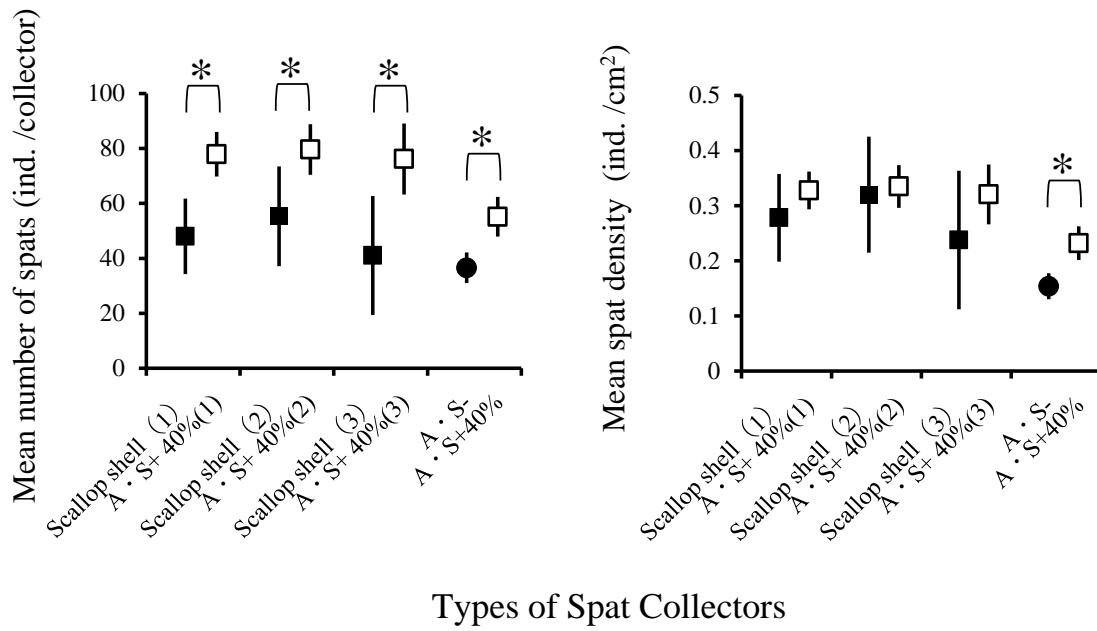 Mean number of spats (ind. /collector)
100
80
60
40
20
0
*
*
*
*
Scallop shell（1）
A・S+ 40%(1)
Scallop shell（2）
A・S+ 40%(2)
Scallop shell（3）
A・S+ 40%(3)
A・S-
A・S+40%
Mean spat density (ind. /cm²)
0.5
0.4
0.3
0.2
0.1
0
*
Scallop shell（1）
A・S+ 40%(1)
Scallop shell（2）
A・S+ 40%(2)
Scallop shell（3）
A・S+ 40%(3)
A・S-
A・S+40%
Types of Spat Collectors